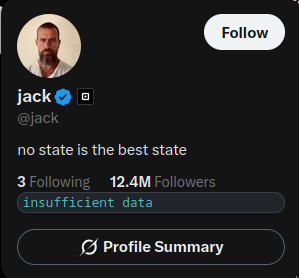 Follow
jack
@jack
no state is the best state
3 Following 12.4M Followers
insufficient data
Profile Summary